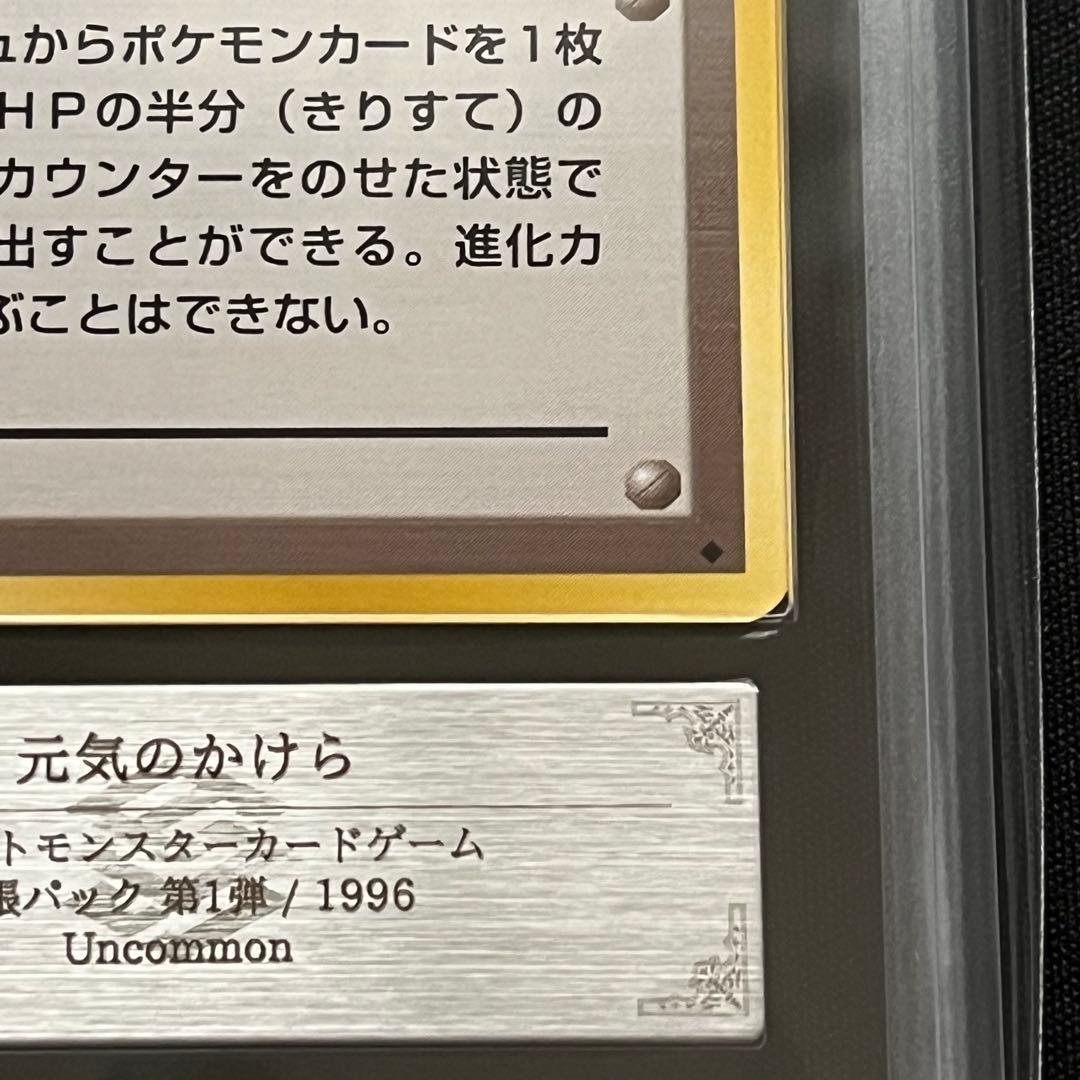 ュからポケモンカードを1枚
HPの半分（きりすて）の
カウンターをのせた状態で
出すことができる。進化カ
ぶことはできない。
元気のかけら
トモンスターカードゲーム
張パック 第1弾 / 1996
Uncommon